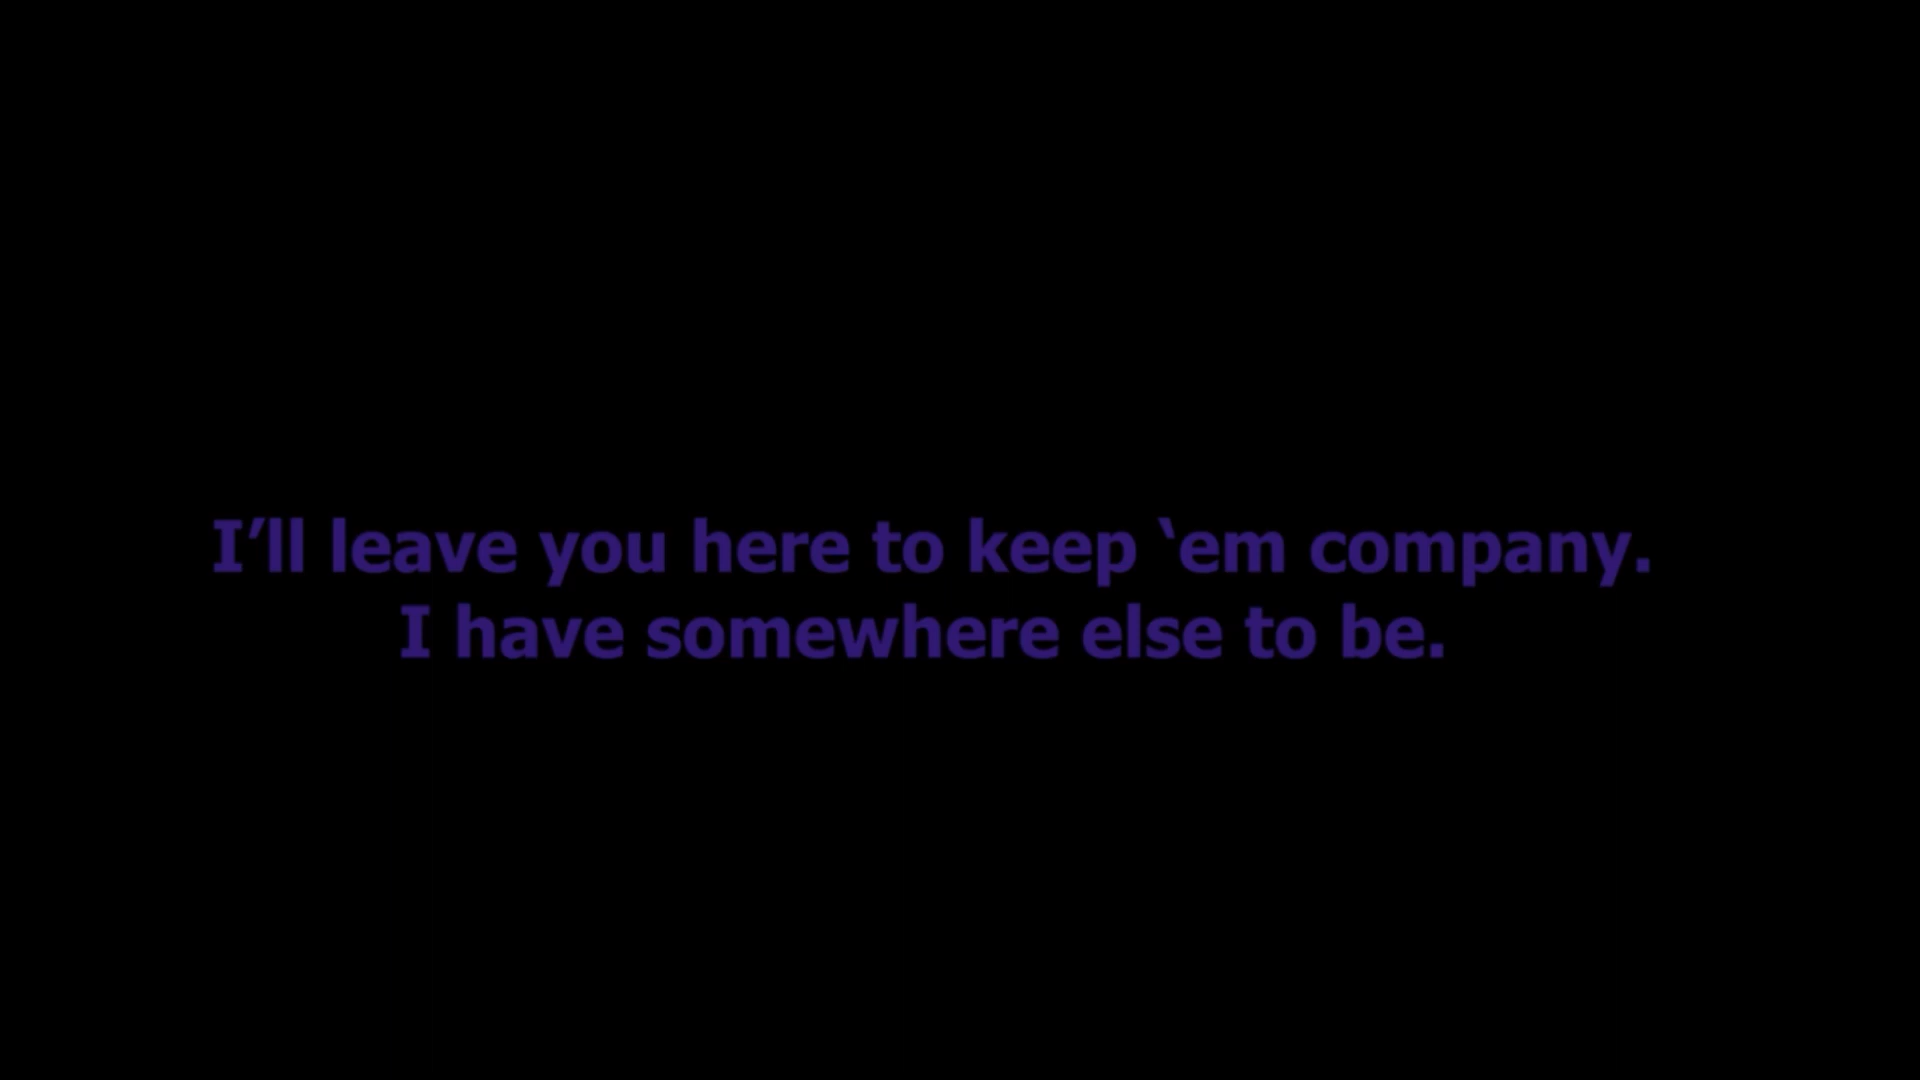 I’ll leave you here to keep ‘em company.
I have somewhere else to be.